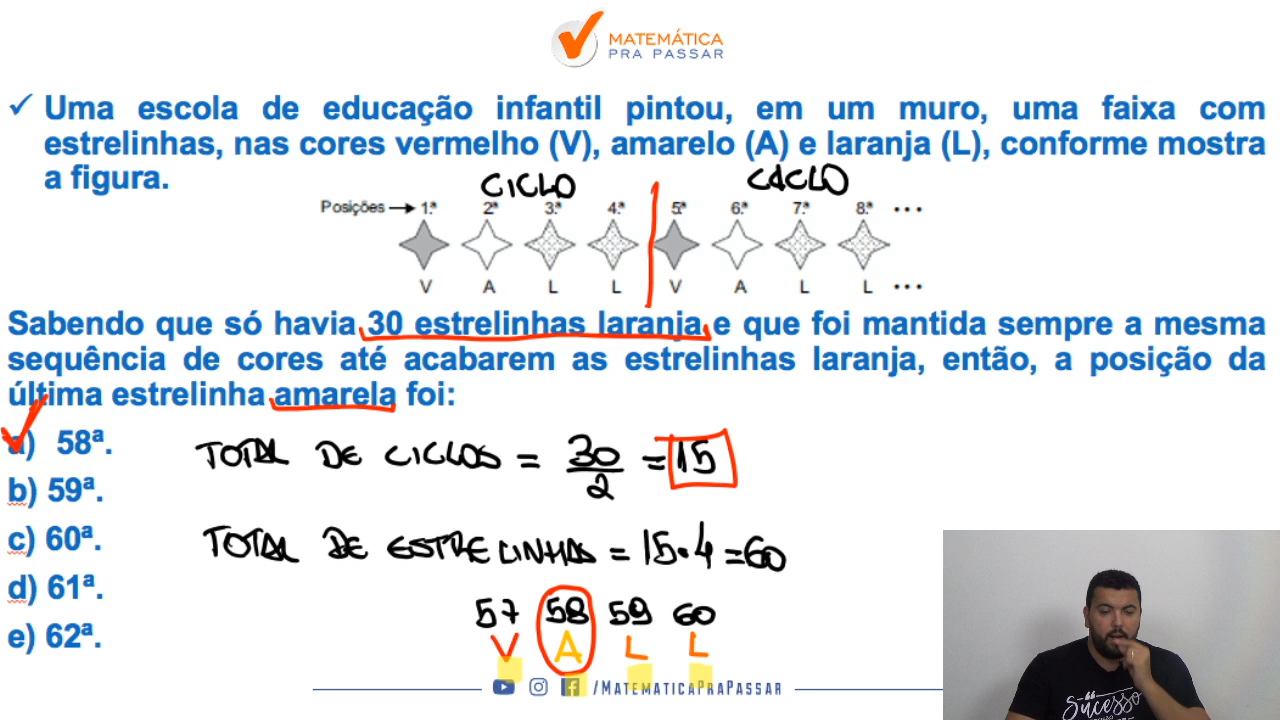 MATEMÁTICA
PRA PASSAR
✓ Uma escola de educação infantil pintou, em um muro, uma faixa com
estrelinhas, nas cores vermelho (V), amarelo (A) e laranja (L), conforme mostra
a figura.
CICLO CICLO
Posições → 1.ª 2.ª 3.ª 4.ª 5.ª 6.ª 7.ª 8.ª • • •
V A L L V A L L • • •
Sabendo que só havia 30 estrelinhas laranja e que foi mantida sempre a mesma
sequência de cores até acabarem as estrelinhas laranja, então, a posição da
última estrelinha amarela foi:
a) 58ª.
TOTAL DE CICLOS = 30/2 = 15
b) 59ª.
c) 60ª.
TOTAL DE ESTRELINHAS = 15.4 = 60
d) 61ª.
57 58 59 60
e) 62ª.
V A L L
/MATEMATICAPRAPASSAR
Sucesso